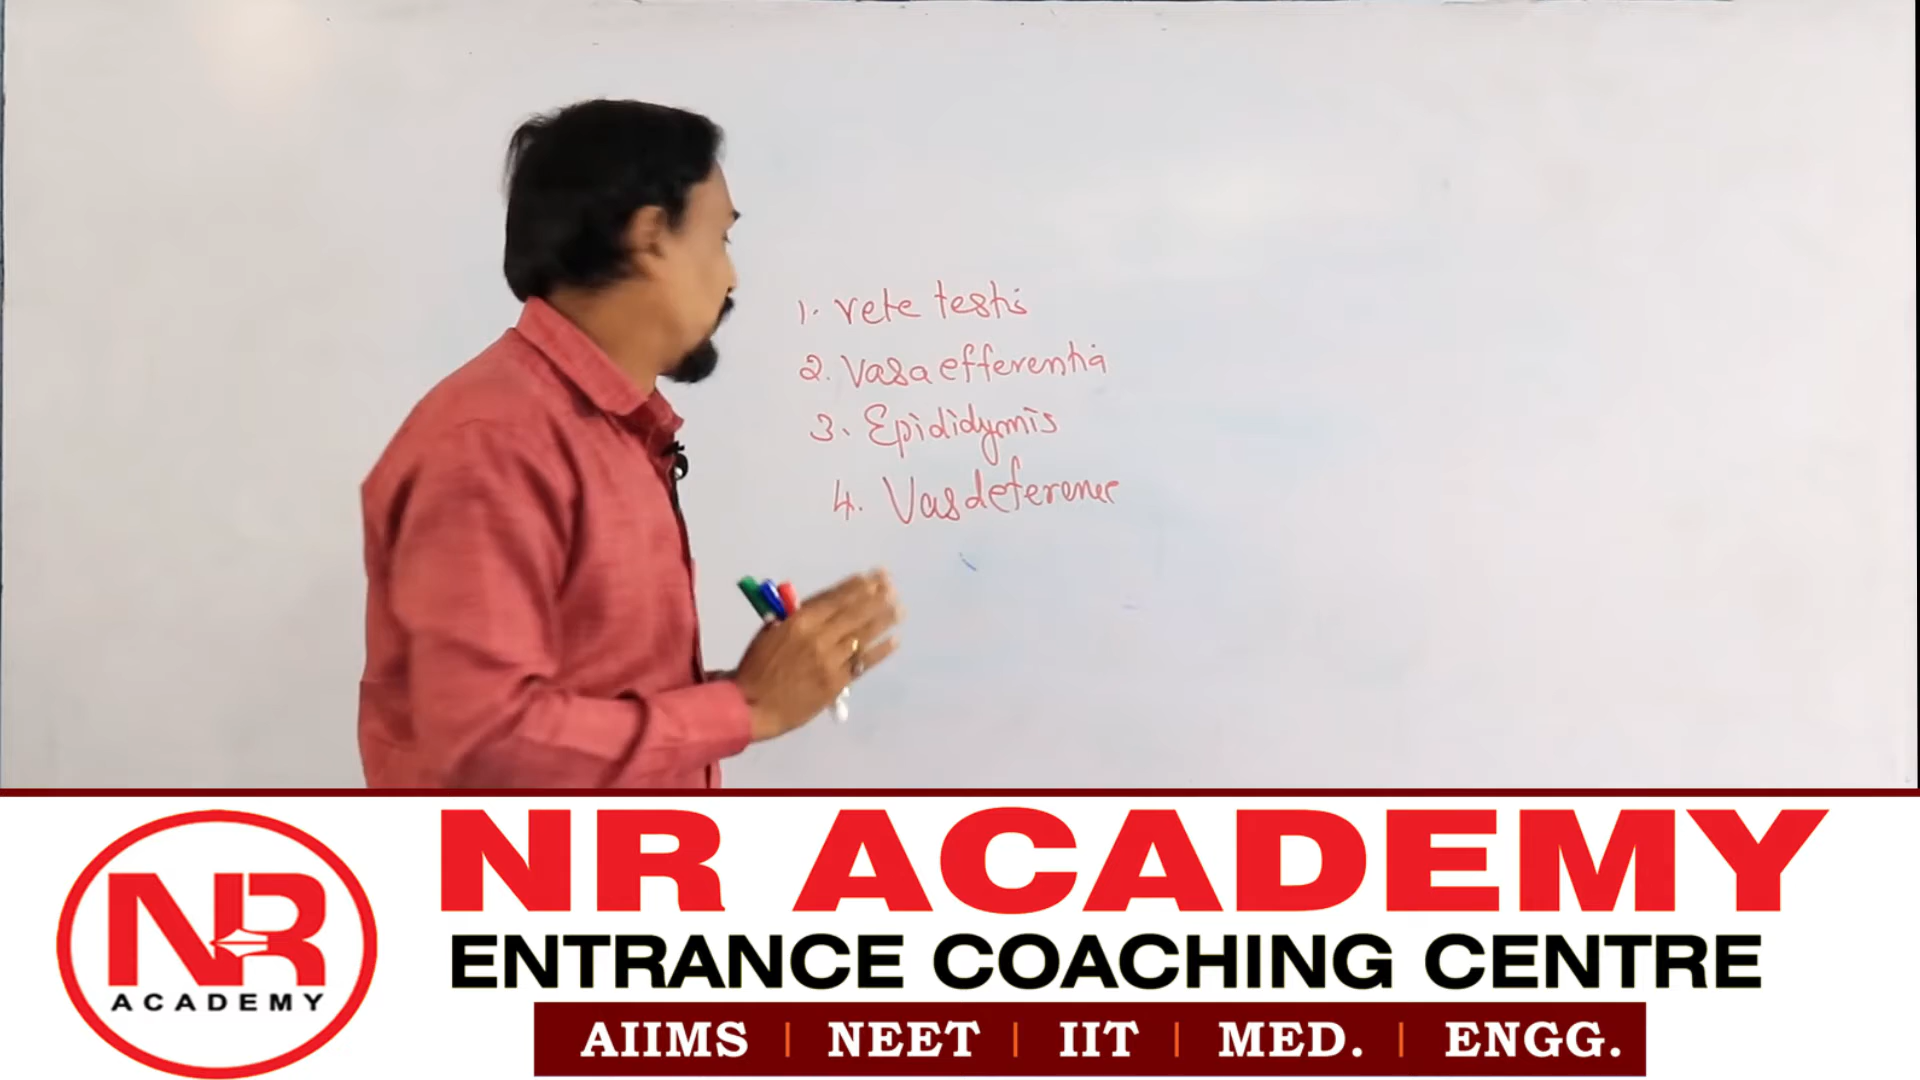 1. rete testis
2. Vasa efferentia
3. Epididymis
4. Vas deference
NR
ACADEMY
NR ACADEMY
ENTRANCE COACHING CENTRE
AIIMS | NEET | IIT | MED. | ENGG.